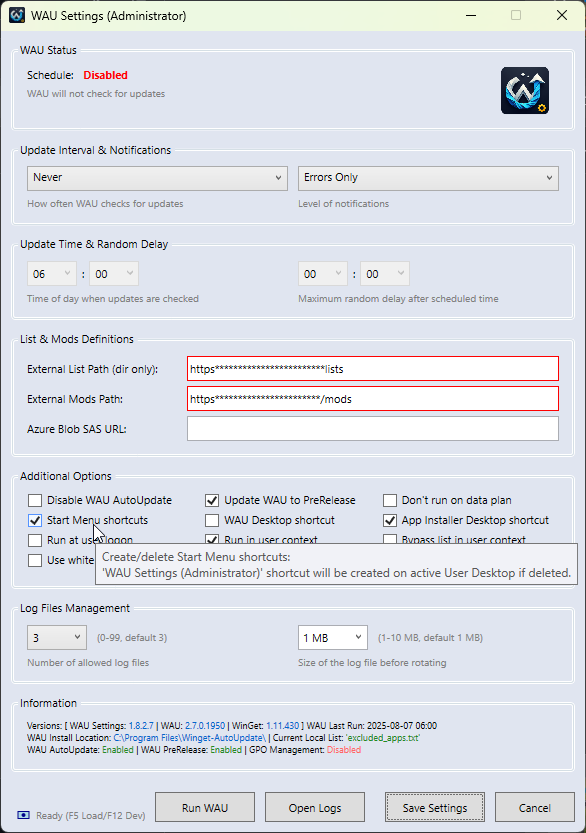 WAU Settings (Administrator)
WAU Status
Schedule: Disabled
WAU will not check for updates
Update Interval & Notifications
Never Errors Only
How often WAU checks for updates Level of notifications
Update Time & Random Delay
06 : 00 00 : 00
Time of day when updates are checked Maximum random delay after scheduled time
List & Mods Definitions
External List Path (dir only): https************************lists
External Mods Path: https***********************/mods
Azure Blob SAS URL:
Additional Options
Disable WAU AutoUpdate Update WAU to PreRelease Don't run on data plan
Start Menu shortcuts WAU Desktop shortcut App Installer Desktop shortcut
Run at user logon Run in user context Bypass list in user context
Use white
Create/delete Start Menu shortcuts:
'WAU Settings (Administrator)' shortcut will be created on active User Desktop if deleted.
Log Files Management
3 (0-99, default 3) 1 MB (1-10 MB, default 1 MB)
Number of allowed log files Size of the log file before rotating
Information
Versions: [ WAU Settings: 1.8.2.7 | WAU: 2.7.0.1950 | WinGet: 1.11.430 ] WAU Last Run: 2025-08-07 06:00
WAU Install Location: C:\Program Files\Winget-AutoUpdate\ | Current Local List: 'excluded_apps.txt'
WAU AutoUpdate: Enabled | WAU PreRelease: Enabled | GPO Management: Disabled
Ready (F5 Load/F12 Dev) Run WAU Open Logs Save Settings Cancel